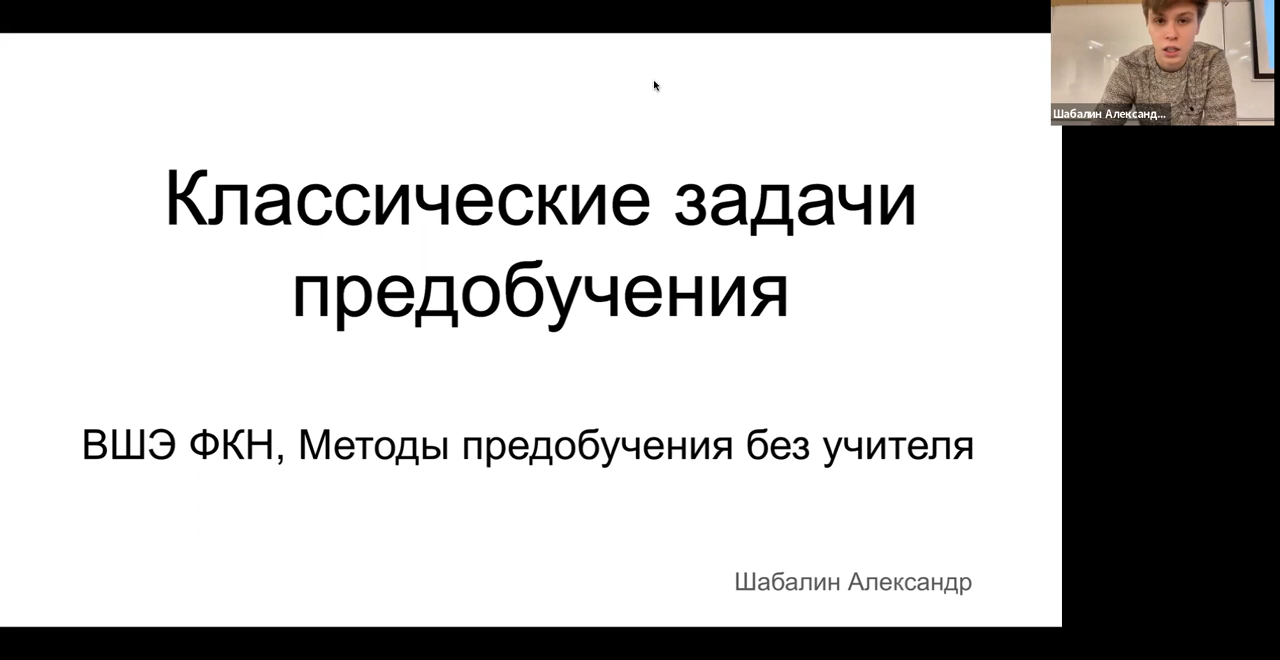 Классические задачи
предобучения
ВШЭ ФКН, Методы предобучения без учителя
Шабалин Александр
Шабалин Александ...